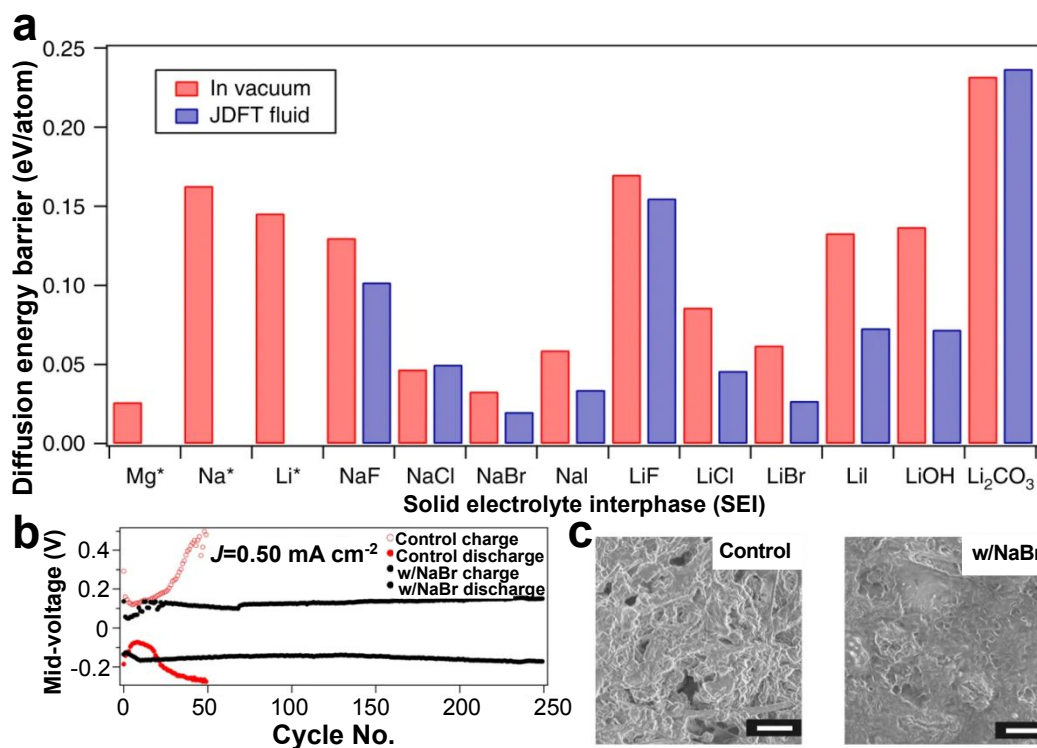 a
Diffusion energy barrier (eV/atom)
0.25
0.20
0.15
0.10
0.05
0.00
In vacuum
JDFT fluid
Mg* Na* Li* NaF NaCl NaBr NaI LiF LiCl LiBr LiI LiOH Li₂CO₃
Solid electrolyte interphase (SEI)
b
Mid-voltage (V)
0.4
0.2
0
-0.2
J=0.50 mA cm⁻²
Control charge
Control discharge
w/NaBr charge
w/NaBr discharge
0 50 100 150 200 250
Cycle No.
c
Control
w/NaBr